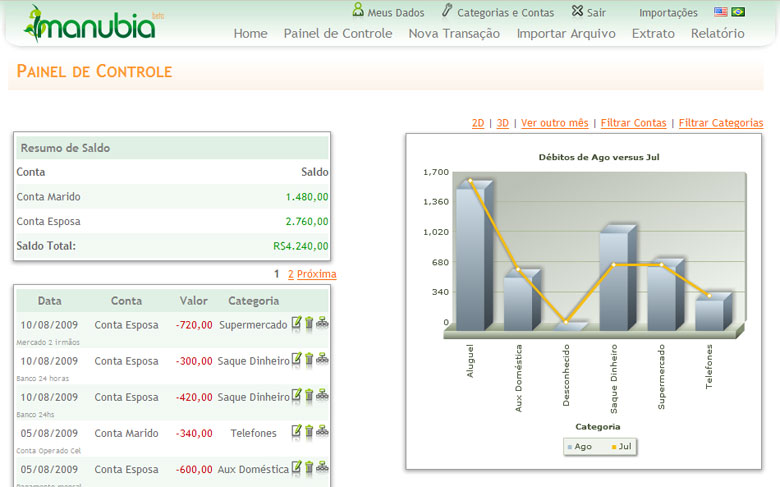 manubia beta
Meus Dados Categorias e Contas Sair Importações
Home Painel de Controle Nova Transação Importar Arquivo Extrato Relatório
Painel de Controle
2D | 3D | Ver outro mês | Filtrar Contas | Filtrar Categorias
Resumo de Saldo
Conta Saldo
Conta Marido 1.480,00
Conta Esposa 2.760,00
Saldo Total: R$4.240,00
1 2 Próxima
Data Conta Valor Categoria
10/08/2009 Conta Esposa -720,00 Supermercado
Mercado 2 irmãos
10/08/2009 Conta Esposa -300,00 Saque Dinheiro
Banco 24 horas
10/08/2009 Conta Esposa -420,00 Saque Dinheiro
Banco 24hs
05/08/2009 Conta Marido -340,00 Telefones
Conta Operado Cel
05/08/2009 Conta Esposa -600,00 Aux Doméstica
Pagamento mensal
Débitos de Ago versus Jul
1,700
1,360
1,020
680
340
0
Aluguel
Aux Doméstica
Desconhecido
Saque Dinheiro
Supermercado
Telefones
Categoria
Ago Jul